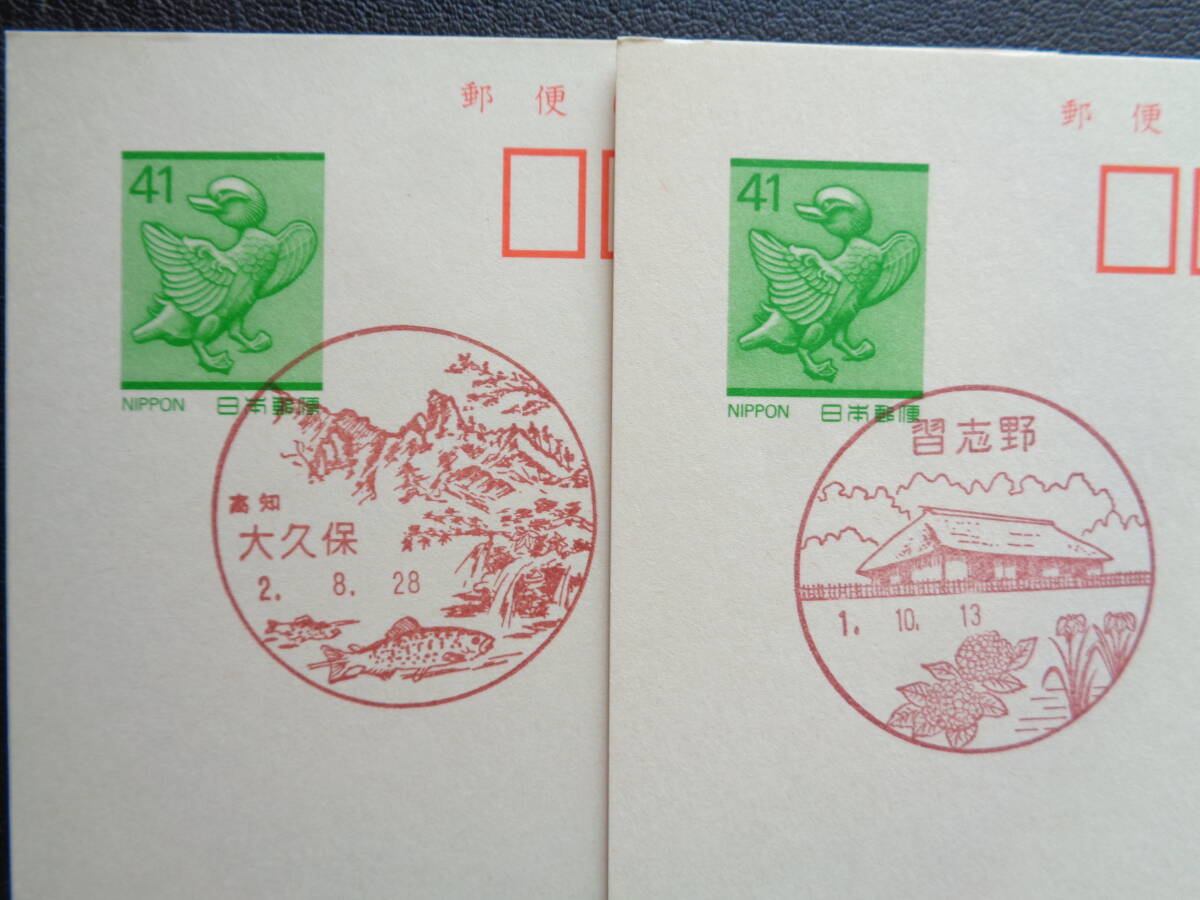 郵便
41
NIPPON 日本郵便
高知
大久保
2. 8. 28
郵便
41
NIPPON 日本郵便
習志野
1. 10. 13